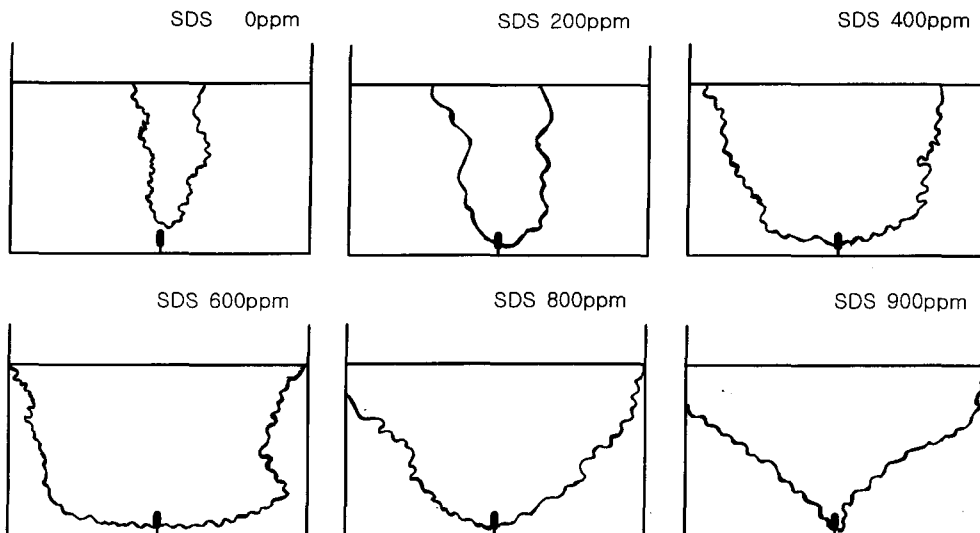 SDS 0ppm
SDS 200ppm
SDS 400ppm
SDS 600ppm
SDS 800ppm
SDS 900ppm